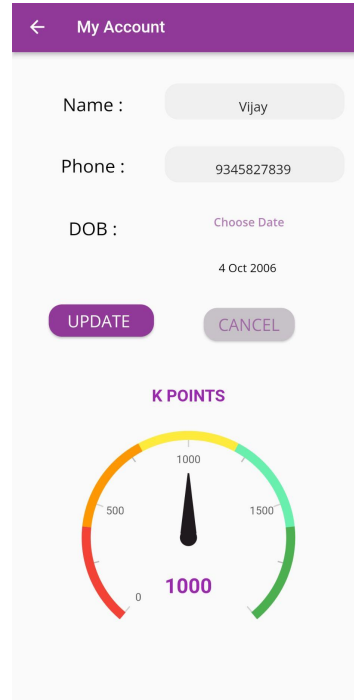 My Account
Name : Vijay
Phone : 9345827839
DOB : Choose Date
4 Oct 2006
UPDATE CANCEL
K POINTS
1000
500 1500
0 1000